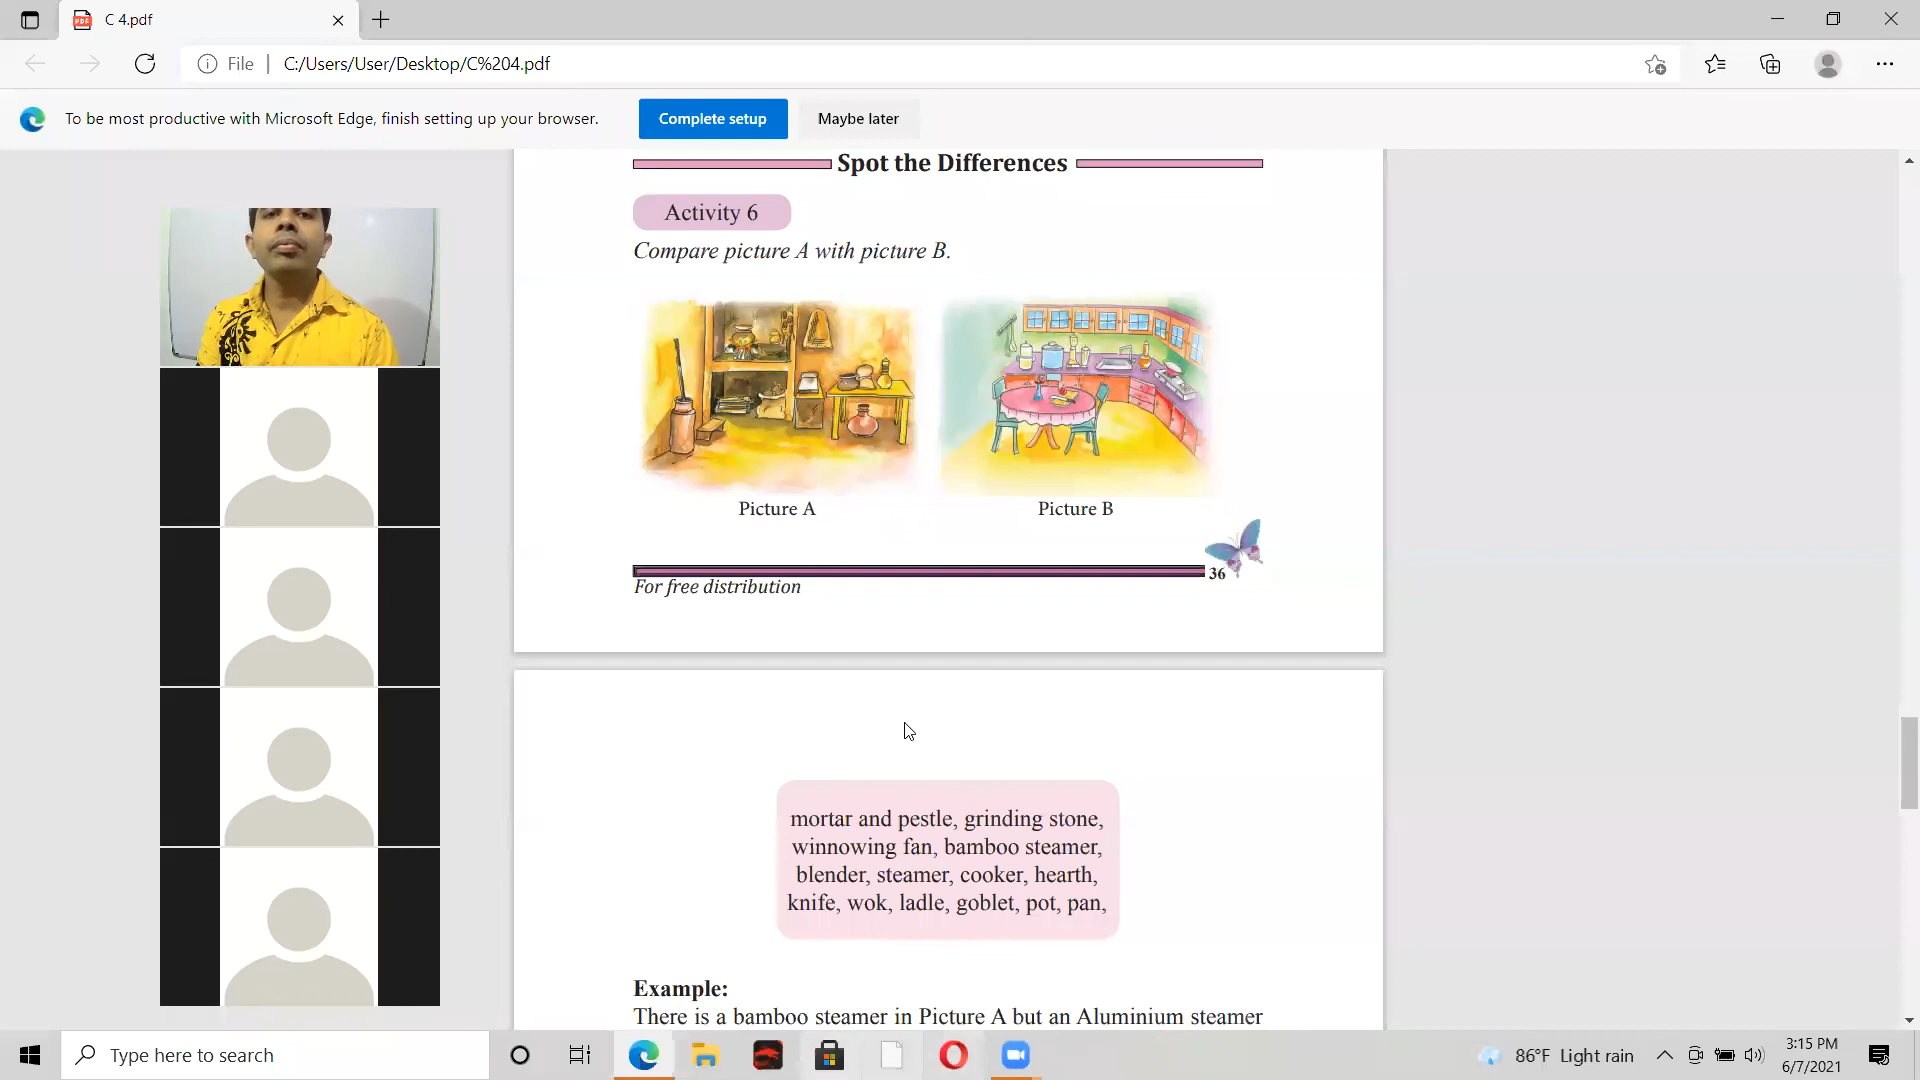 C 4.pdf
File
C:/Users/User/Desktop/C%204.pdf
To be most productive with Microsoft Edge, finish setting up your browser.
Complete setup
Maybe later
Spot the Differences
Activity 6
Compare picture A with picture B.
Picture A
Picture B
36
For free distribution
mortar and pestle, grinding stone,
winnowing fan, bamboo steamer,
blender, steamer, cooker, hearth,
knife, wok, ladle, goblet, pot, pan,
Example:
There is a bamboo steamer in Picture A but an Aluminium steamer
Type here to search
86°F Light rain
3:15 PM
6/7/2021